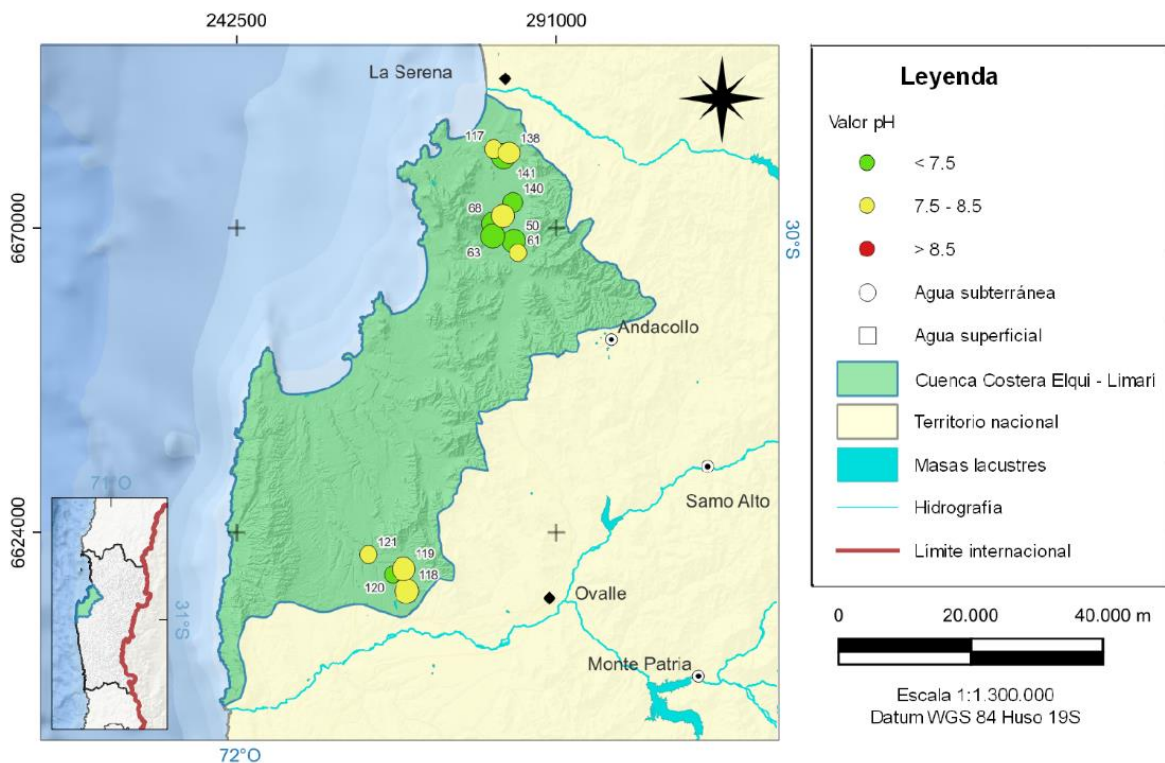 242500
291000
La Serena
117
138
141
140
68
50
61
63
6670000
30°S
Andacollo
Samo Alto
6624000
121
119
120
118
Ovalle
Monte Patria
71°O
31°S
72°O
Leyenda
Valor pH
< 7.5
7.5 - 8.5
> 8.5
Agua subterránea
Agua superficial
Cuenca Costera Elqui - Limarí
Territorio nacional
Masas lacustres
Hidrografía
Límite internacional
0 20.000 40.000 m
Escala 1:1.300.000
Datum WGS 84 Huso 19S